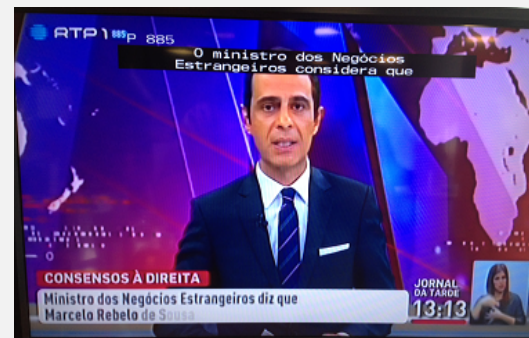 RTP 1 885P 885
O ministro dos Negócios
Estrangeiros considera que
CONSENSOS À DIREITA
Ministro dos Negócios Estrangeiros diz que
Marcelo Rebelo de Sousa
JORNAL
DA TARDE
13:13